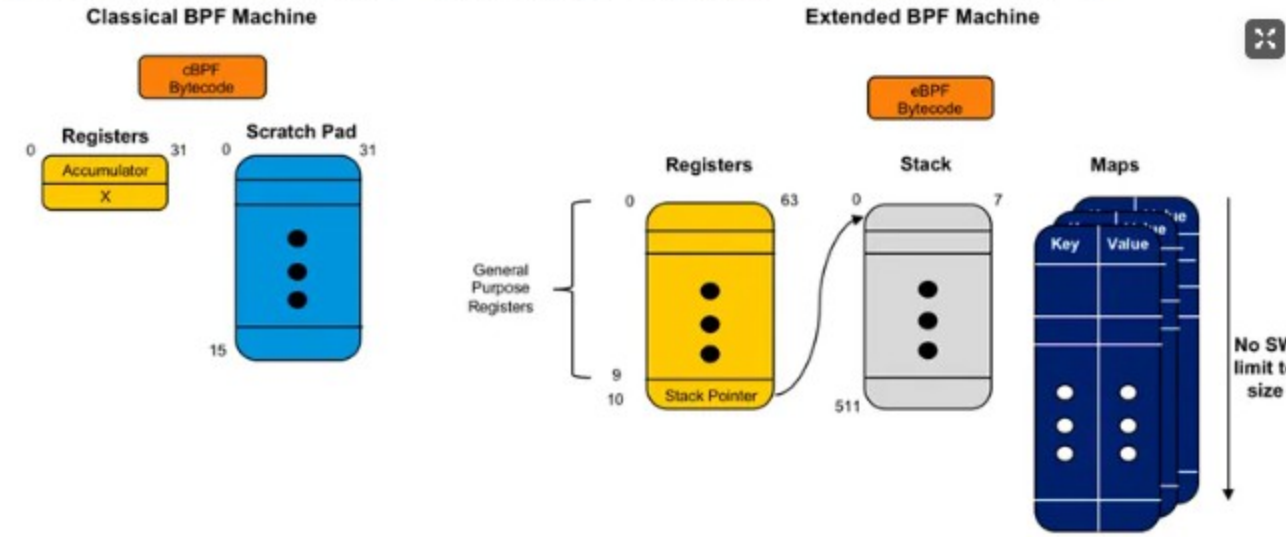 Classical BPF Machine
cBPF
Bytecode
Registers
0
31
Accumulator
X
Scratch Pad
0
31
15
Extended BPF Machine
eBPF
Bytecode
Registers
0
63
General
Purpose
Registers
9
10
Stack Pointer
Stack
0
7
511
Maps
Key
Value
No SW
limit to
size